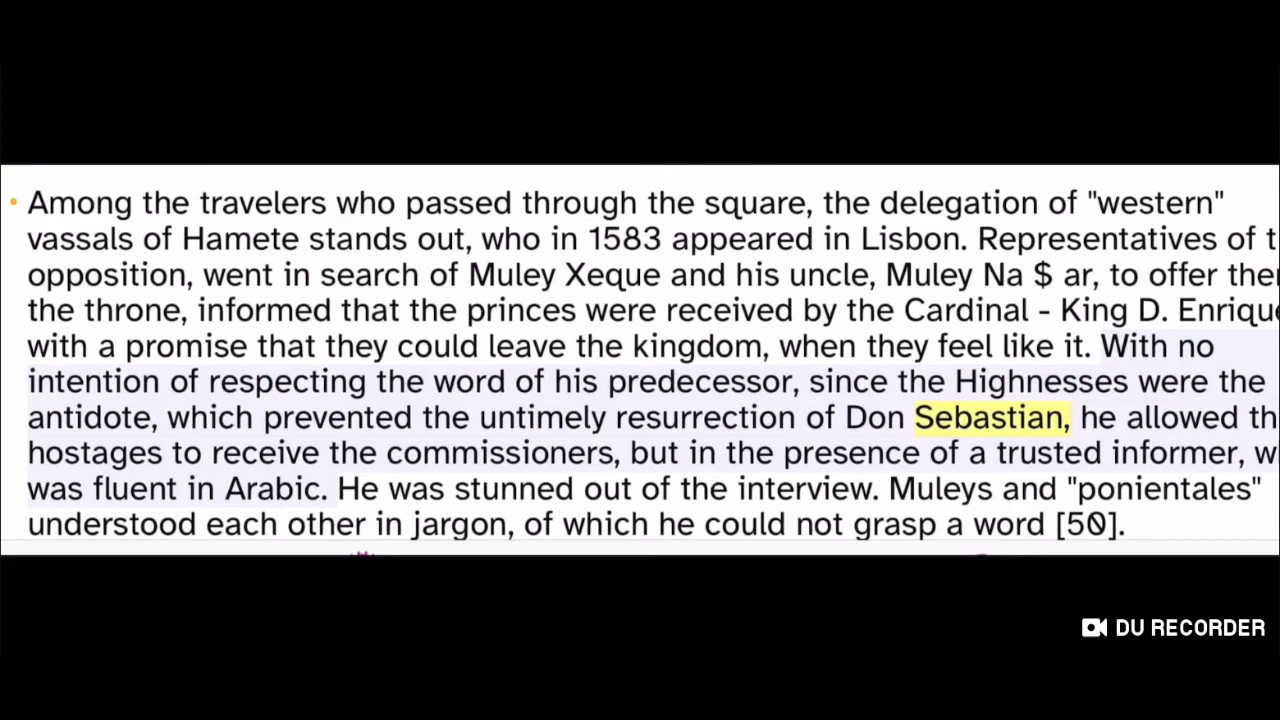 • Among the travelers who passed through the square, the delegation of "western"
vassals of Hamete stands out, who in 1583 appeared in Lisbon. Representatives of t
opposition, went in search of Muley Xeque and his uncle, Muley Na $ ar, to offer the
the throne, informed that the princes were received by the Cardinal - King D. Enrique
with a promise that they could leave the kingdom, when they feel like it. With no
intention of respecting the word of his predecessor, since the Highnesses were the
antidote, which prevented the untimely resurrection of Don Sebastian, he allowed th
hostages to receive the commissioners, but in the presence of a trusted informer, w
was fluent in Arabic. He was stunned out of the interview. Muleys and "ponientales"
understood each other in jargon, of which he could not grasp a word [50].
DU RECORDER